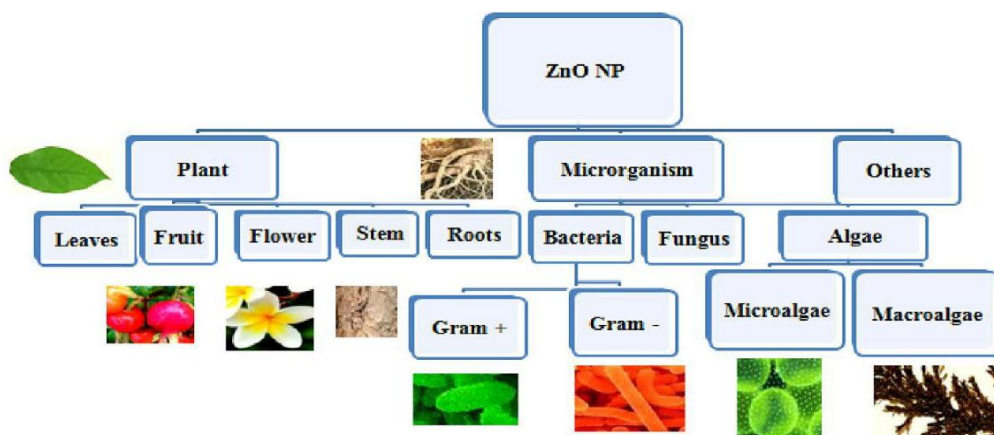 ZnO NP
Plant
Microrganism
Others
Leaves
Fruit
Flower
Stem
Roots
Bacteria
Fungus
Algae
Gram +
Gram -
Microalgae
Macroalgae